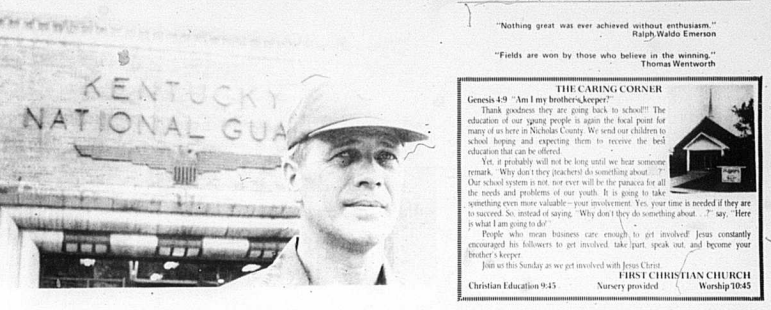 KENTUCKY
NATIONAL GUA
"Nothing great was ever achieved without enthusiasm."
Ralph Waldo Emerson
"Fields are won by those who believe in the winning."
Thomas Wentworth
THE CARING CORNER
Genesis 4:9 "Am I my brother's keeper?"
Thank goodness they are going back to school!!! The
education of our young people is again the focal point for
many of us here in Nicholas County. We send our children to
school hoping and expecting them to receive the best
education that can be offered.
Yet, it probably will not be long until we hear someone
remark, "Why don't they (teachers) do something about. . .?"
Our school system is not, nor ever will be the panacea for all
the needs and problems of our youth. It is going to take
something even more valuable - your involvement. Yes, your time is needed if they are
to succeed. So, instead of saying, "Why don't they do something about. . .?" say, "Here
is what I am going to do"
People who mean business care enough to get involved! Jesus constantly
encouraged his followers to get involved, take part, speak out, and become your
brother's keeper.
Join us this Sunday as we get involved with Jesus Christ.
FIRST CHRISTIAN CHURCH
Christian Education 9:45 Nursery provided Worship 10:45